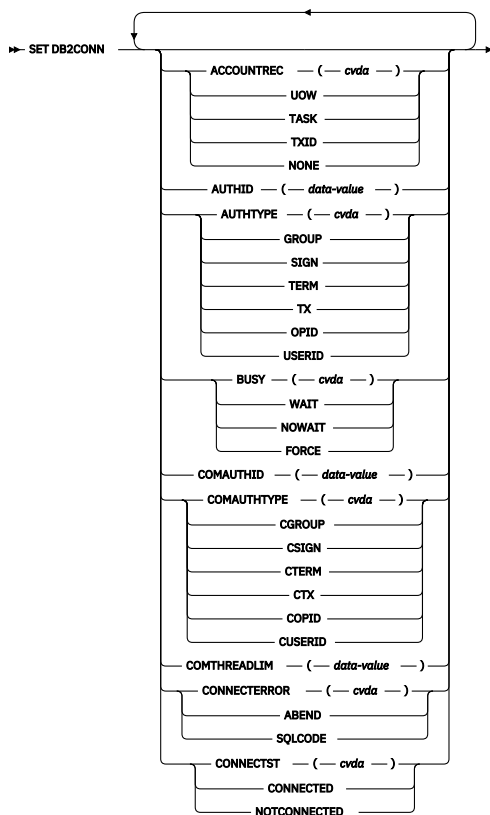 SET DB2CONN
ACCOUNTREC ( cvda )
UOW
TASK
TXID
NONE
AUTHID ( data-value )
AUTHTYPE ( cvda )
GROUP
SIGN
TERM
TX
OPID
USERID
BUSY ( cvda )
WAIT
NOWAIT
FORCE
COMAUTHID ( data-value )
COMAUTHTYPE ( cvda )
CGROUP
CSIGN
CTERM
CTX
COPID
CUSERID
COMTHREADLIM ( data-value )
CONNECTERROR ( cvda )
ABEND
SQLCODE
CONNECTST ( cvda )
CONNECTED
NOTCONNECTED